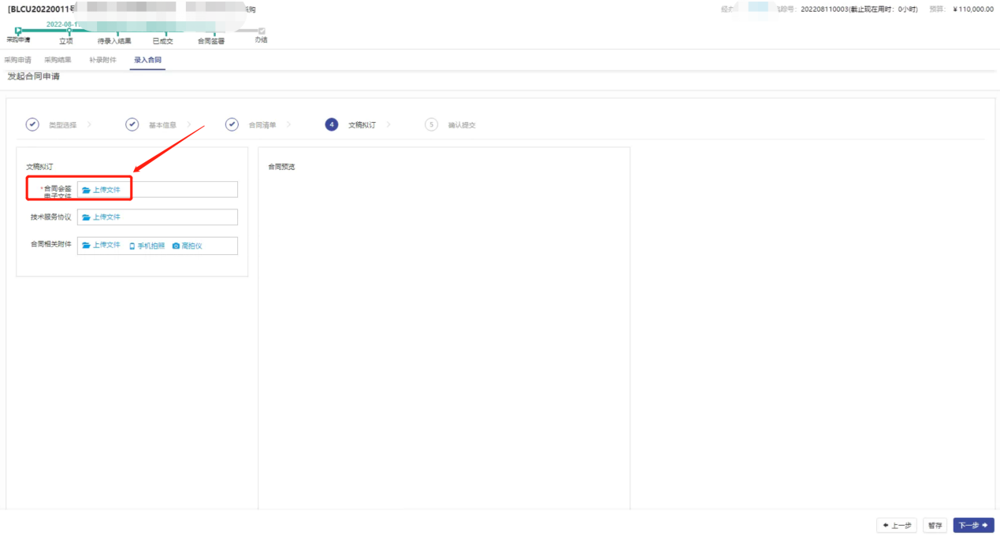 [BLCU20220011号
采购
经办
202208110003(截止现在用时：0小时)
预算：
￥110,000.00
2022-08-1
采购申请
立项
待录入结果
已成交
合同签署
办结
采购申请
采购结果
补录附件
录入合同
发起合同申请
类型选择
基本信息
合同清单
4
文稿拟订
5
确认提交
文稿拟订
合同预览
*合同会签
电子文件
上传文件
技术服务协议
上传文件
合同相关附件
上传文件
手机拍照
高拍仪
上一步
暂存
下一步